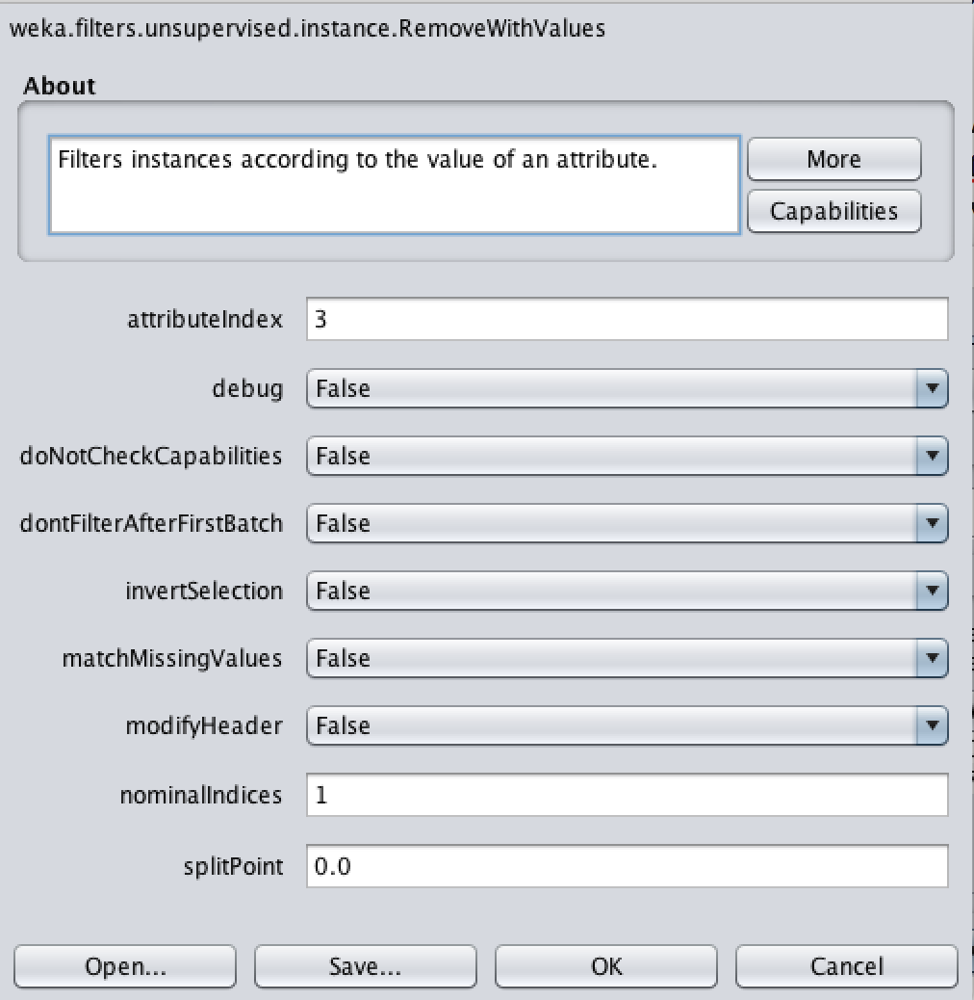 weka.filters.unsupervised.instance.RemoveWithValues
About
Filters instances according to the value of an attribute.
More
Capabilities
attributeIndex 3
debug False
doNotCheckCapabilities False
dontFilterAfterFirstBatch False
invertSelection False
matchMissingValues False
modifyHeader False
nominalIndices 1
splitPoint 0.0
Open... Save... OK Cancel